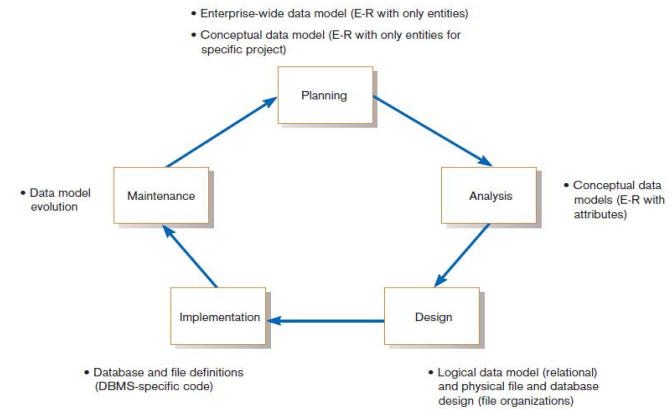 • Enterprise-wide data model (E-R with only entities)
• Conceptual data model (E-R with only entities for
specific project)
Planning
• Data model
evolution
Maintenance
Analysis
• Conceptual data
models (E-R with
attributes)
Implementation
Design
• Database and file definitions
(DBMS-specific code)
• Logical data model (relational)
and physical file and database
design (file organizations)